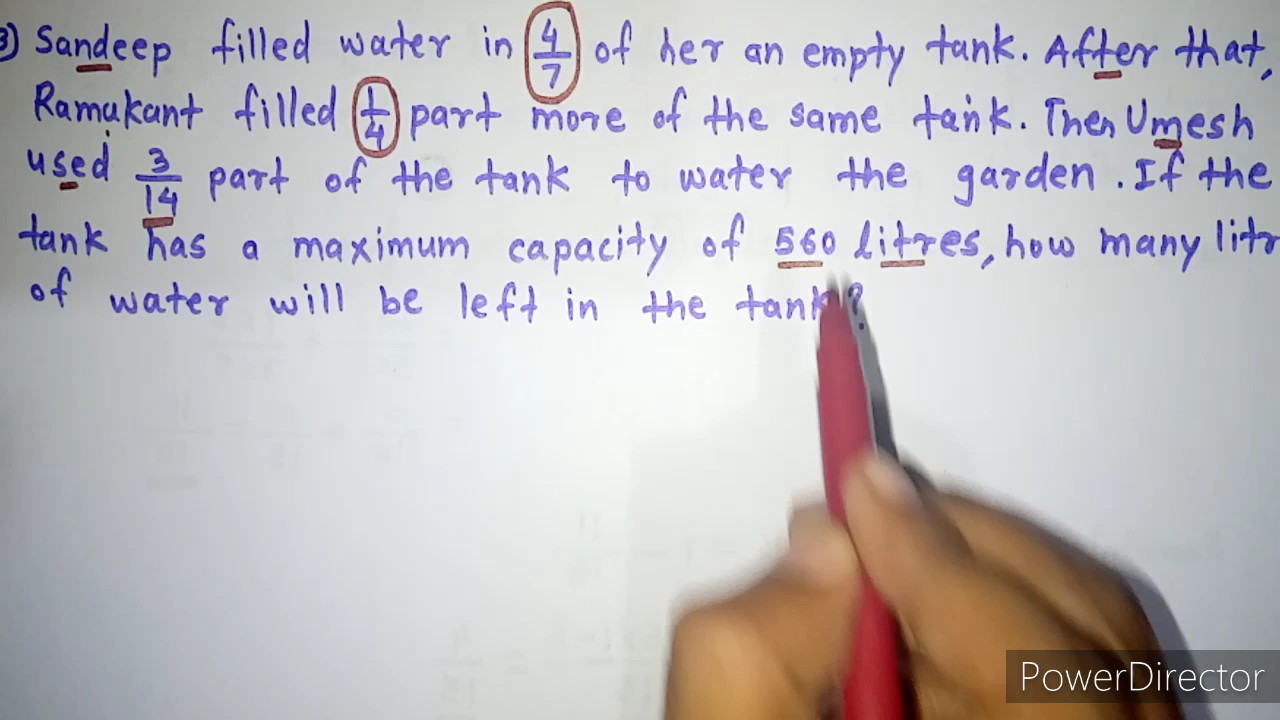 3) Sandeep filled water in 4/7 of her an empty tank. After that,
Ramakant filled 1/4 part more of the same tank. Then Umesh
used 3/14 part of the tank to water the garden. If the
tank has a maximum capacity of 560 litres, how many litr
of water will be left in the tank?
PowerDirector